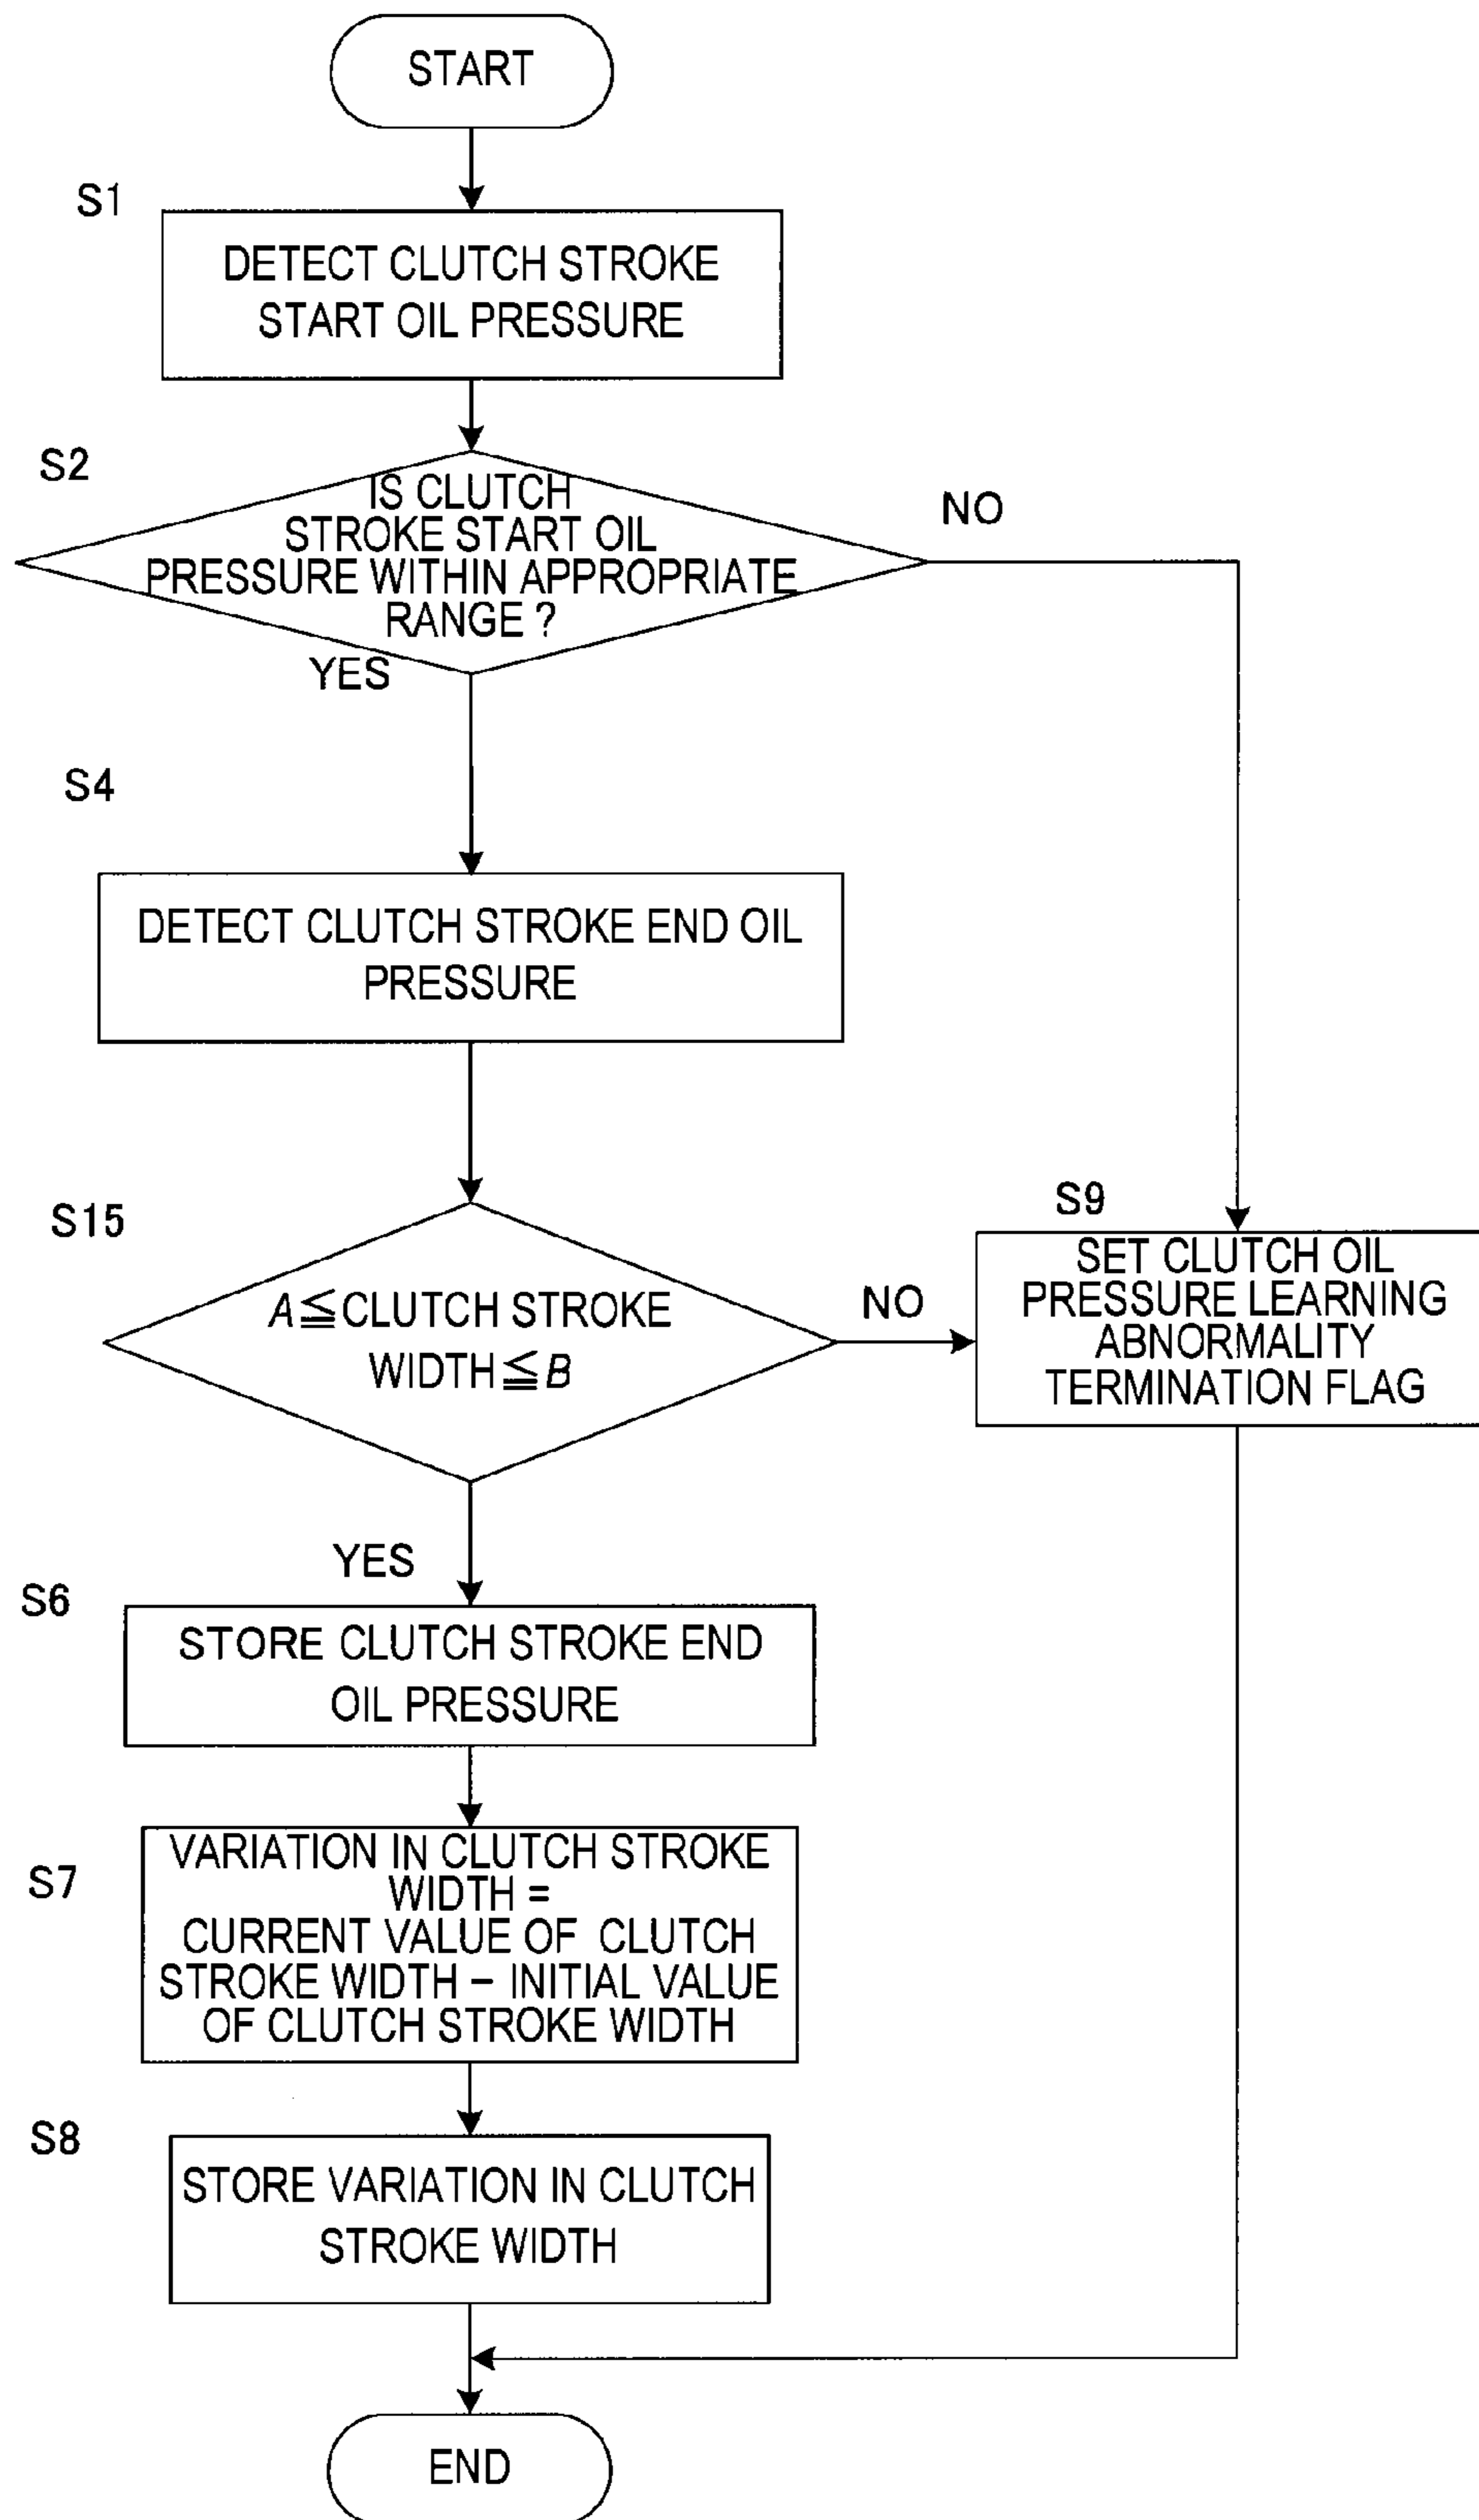 START
S1
DETECT CLUTCH STROKE
START OIL PRESSURE
S2
IS CLUTCH
STROKE START OIL
PRESSURE WITHIN APPROPRIATE
RANGE ?
NO
YES
S4
DETECT CLUTCH STROKE END OIL
PRESSURE
S15
A≦CLUTCH STROKE
WIDTH≦B
NO
S9
SET CLUTCH OIL
PRESSURE LEARNING
ABNORMALITY
TERMINATION FLAG
YES
S6
STORE CLUTCH STROKE END
OIL PRESSURE
S7
VARIATION IN CLUTCH STROKE
WIDTH =
CURRENT VALUE OF CLUTCH
STROKE WIDTH − INITIAL VALUE
OF CLUTCH STROKE WIDTH
S8
STORE VARIATION IN CLUTCH
STROKE WIDTH
END